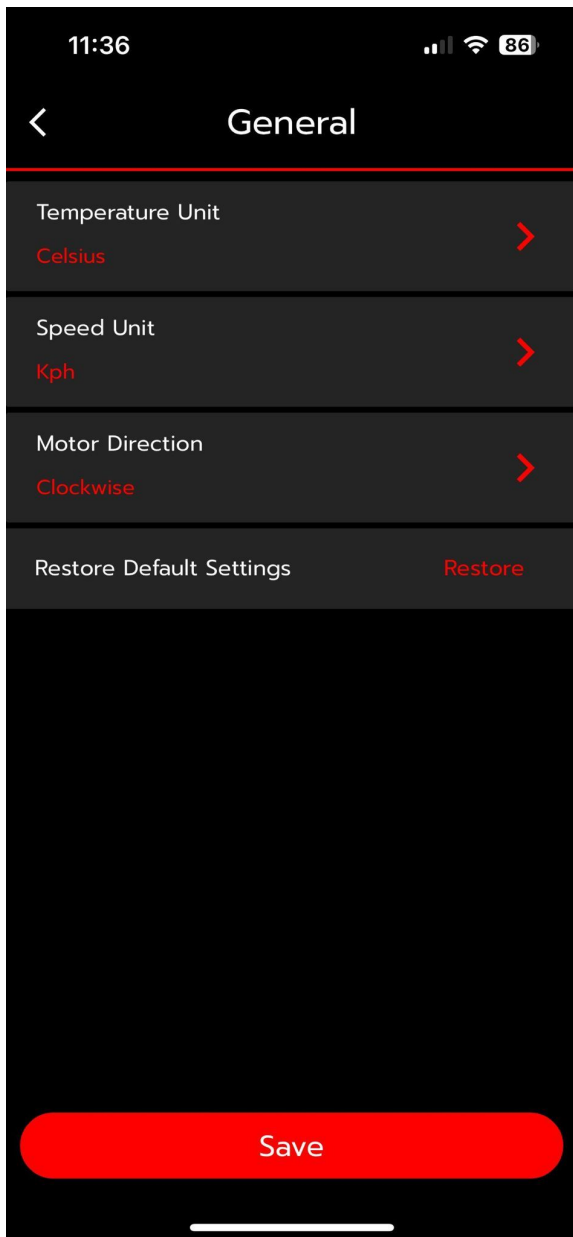 11:36
86
General
Temperature Unit
Celsius
Speed Unit
Kph
Motor Direction
Clockwise
Restore Default Settings Restore
Save